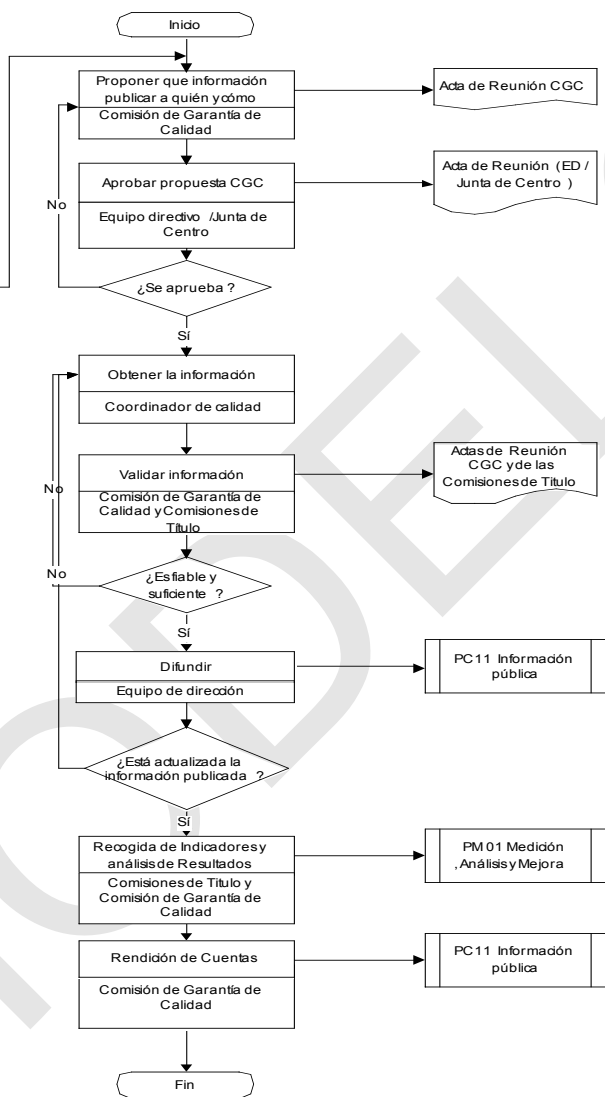 Inicio
Proponer que información
publicar a quién y cómo
Comisión de Garantía de
Calidad
Acta de Reunión CGC
Aprobar propuesta CGC
Equipo directivo /Junta de
Centro
Acta de Reunión (ED /
Junta de Centro )
No
¿Se aprueba ?
Sí
Obtener la información
Coordinador de calidad
Validar información
Comisión de Garantía de
Calidad y Comisiones de
Título
Actas de Reunión
CGC y de las
Comisiones de Titulo
No
No
¿Es fiable y
suficiente ?
Sí
Difundir
Equipo de dirección
PC11 Información
pública
¿Está actualizada la
información publicada ?
Sí
Recogida de Indicadores y
análisis de Resultados
Comisiones de Titulo y
Comisión de Garantía de
Calidad
PM01 Medición
,Análisis y Mejora
Rendición de Cuentas
Comisión de Garantía de
Calidad
PC11 Información
pública
Fin